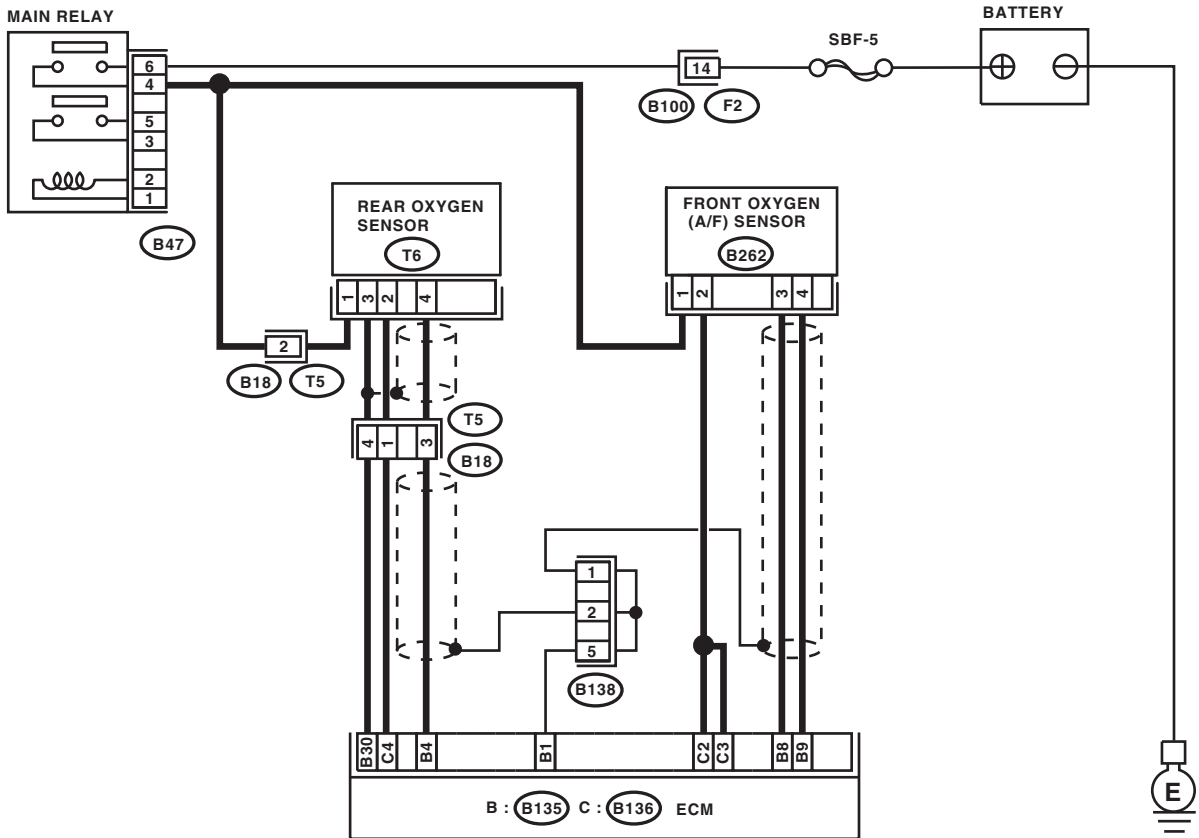 MAIN RELAY
BATTERY
SBF-5
6
4
5
3
2
1
14
B100 F2
B47
REAR OXYGEN
SENSOR
T6
1 3 2 4
FRONT OXYGEN
(A/F) SENSOR
B262
1 2 3 4
2
B18 T5
T5
4 1 3
B18
1
2
5
B138
B30 C4 B4 B1 C2 C3 B8 B9
B : B135 C : B136 ECM
E